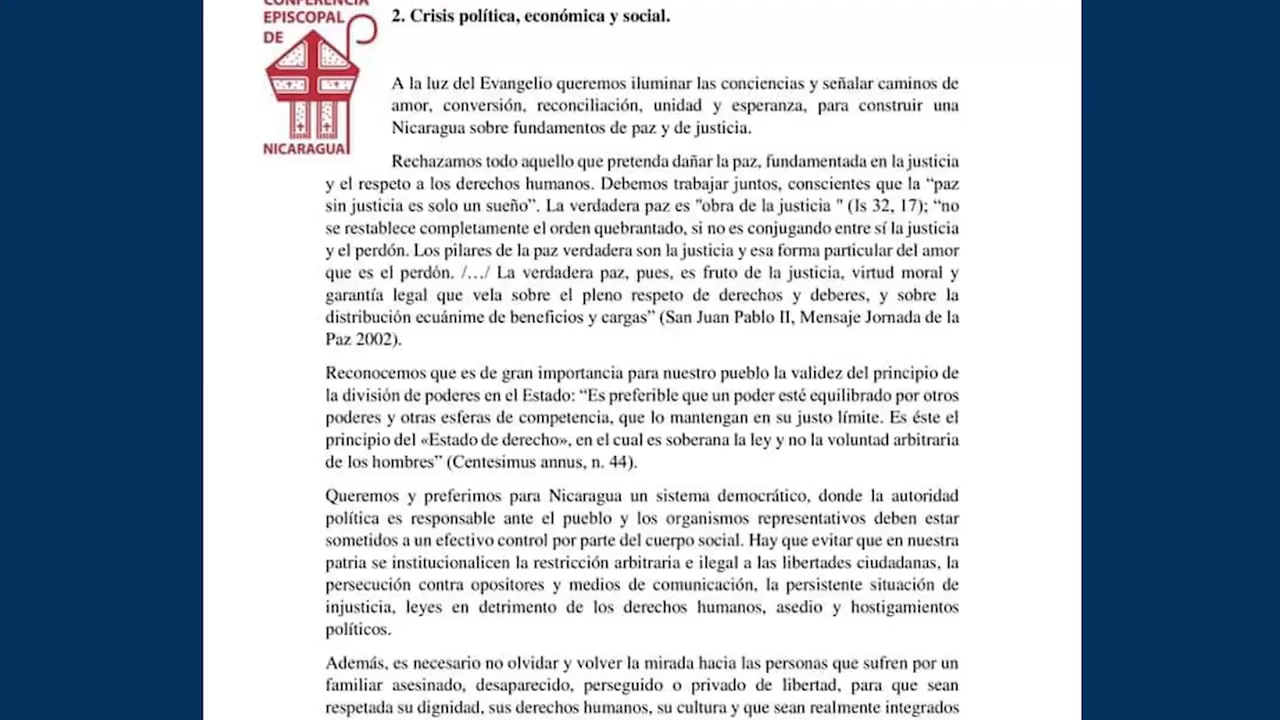 CONFERENCIA
EPISCOPAL
DE
NICARAGUA
2. Crisis política, económica y social.
A la luz del Evangelio queremos iluminar las conciencias y señalar caminos de
amor, conversión, reconciliación, unidad y esperanza, para construir una
Nicaragua sobre fundamentos de paz y de justicia.
Rechazamos todo aquello que pretenda dañar la paz, fundamentada en la justicia
y el respeto a los derechos humanos. Debemos trabajar juntos, conscientes que la “paz
sin justicia es solo un sueño”. La verdadera paz es "obra de la justicia " (Is 32, 17); “no
se restablece completamente el orden quebrantado, si no es conjugando entre sí la justicia
y el perdón. Los pilares de la paz verdadera son la justicia y esa forma particular del amor
que es el perdón. /…/ La verdadera paz, pues, es fruto de la justicia, virtud moral y
garantía legal que vela sobre el pleno respeto de derechos y deberes, y sobre la
distribución ecuánime de beneficios y cargas” (San Juan Pablo II, Mensaje Jornada de la
Paz 2002).
Reconocemos que es de gran importancia para nuestro pueblo la validez del principio de
la división de poderes en el Estado: “Es preferible que un poder esté equilibrado por otros
poderes y otras esferas de competencia, que lo mantengan en su justo límite. Es éste el
principio del «Estado de derecho», en el cual es soberana la ley y no la voluntad arbitraria
de los hombres” (Centesimus annus, n. 44).
Queremos y preferimos para Nicaragua un sistema democrático, donde la autoridad
política es responsable ante el pueblo y los organismos representativos deben estar
sometidos a un efectivo control por parte del cuerpo social. Hay que evitar que en nuestra
patria se institucionalicen la restricción arbitraria e ilegal a las libertades ciudadanas, la
persecución contra opositores y medios de comunicación, la persistente situación de
injusticia, leyes en detrimento de los derechos humanos, asedio y hostigamientos
políticos.
Además, es necesario no olvidar y volver la mirada hacia las personas que sufren por un
familiar asesinado, desaparecido, perseguido o privado de libertad, para que sean
respetada su dignidad, sus derechos humanos, su cultura y que sean realmente integrados